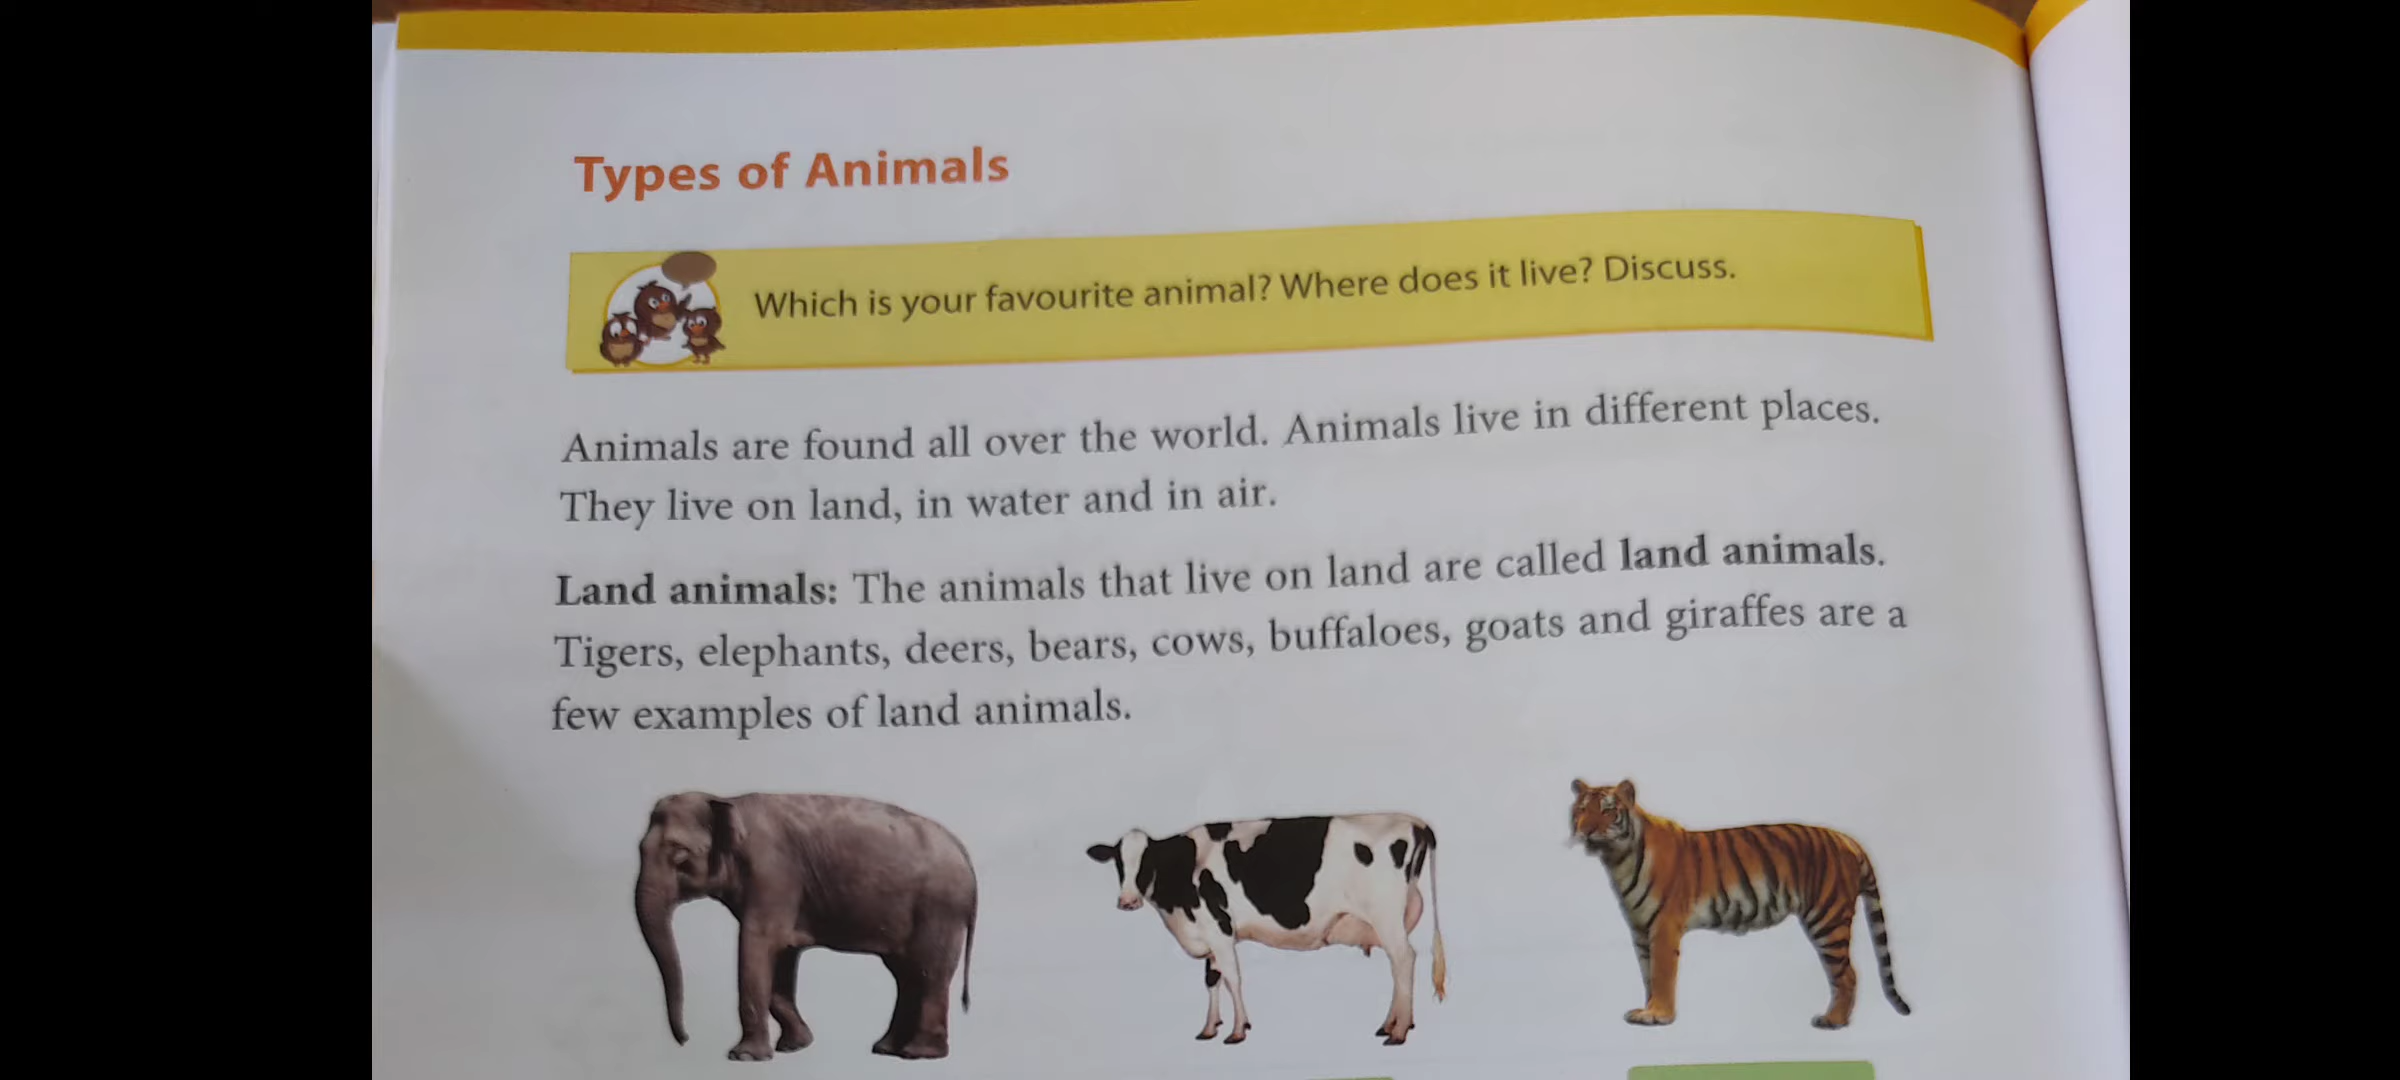 Types of Animals
Which is your favourite animal? Where does it live? Discuss.
Animals are found all over the world. Animals live in different places.
They live on land, in water and in air.
Land animals: The animals that live on land are called land animals.
Tigers, elephants, deers, bears, cows, buffaloes, goats and giraffes are a
few examples of land animals.